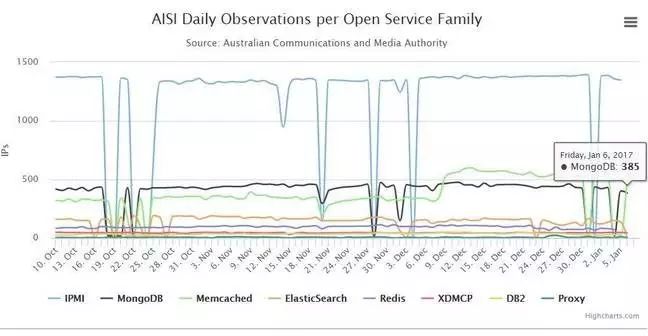 AISI Daily Observations per Open Service Family
Source: Australian Communications and Media Authority
1500
1000
500
0
IPs
Friday, Jan 6, 2017
● MongoDB: 385
10. Oct 13. Oct 16. Oct 19. Oct 22. Oct 25. Oct 28. Oct 31. Oct 3. Nov 6. Nov 9. Nov 12. Nov 15. Nov 18. Nov 21. Nov 24. Nov 27. Nov 30. Nov 3. Dec 6. Dec 9. Dec 12. Dec 15. Dec 18. Dec 21. Dec 24. Dec 27. Dec 30. Dec 2. Jan 5. Jan
IPMI MongoDB Memcached ElasticSearch Redis XDMCP DB2 Proxy
Highcharts.com